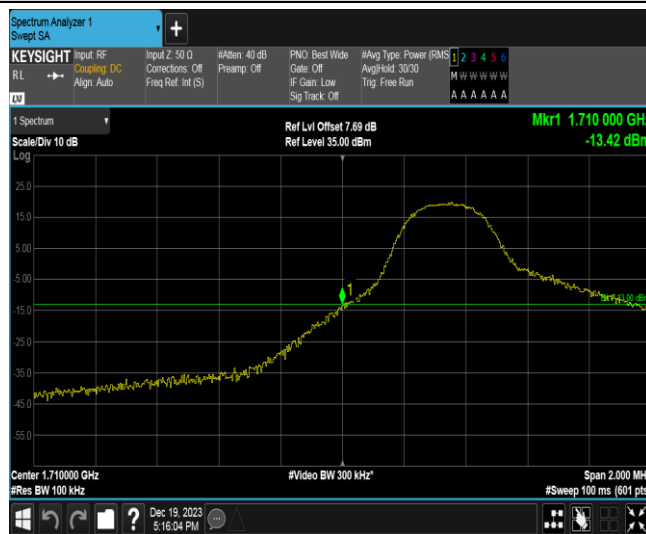 Spectrum Analyzer 1
Swept SA
KEYSIGHT Input: RF Input Z: 50 Ω #Atten: 40 dB PNO: Best Wide #Avg Type: Power (RMS 1 2 3 4 5 6
RL Coupling: DC Corrections: Off Preamp: Off Gate: Off Avg|Hold: 30/30 M W W W W W
Align: Auto Freq Ref: Int (S) IF Gain: Low Trig: Free Run
LXI Sig Track: Off A A A A A A
1 Spectrum Ref Lvl Offset 7.69 dB Mkr1 1.710 000 GHz
Scale/Div 10 dB Ref Level 35.00 dBm -13.42 dBm
Log
25.0
15.0
5.00
-5.00
1
-15.0
-25.0
-35.0
-45.0
-55.0
Center 1.710000 GHz #Video BW 300 kHz* Span 2.000 MH
#Res BW 100 kHz #Sweep 100 ms (601 pts
? Dec 19, 2023
5:16:04 PM